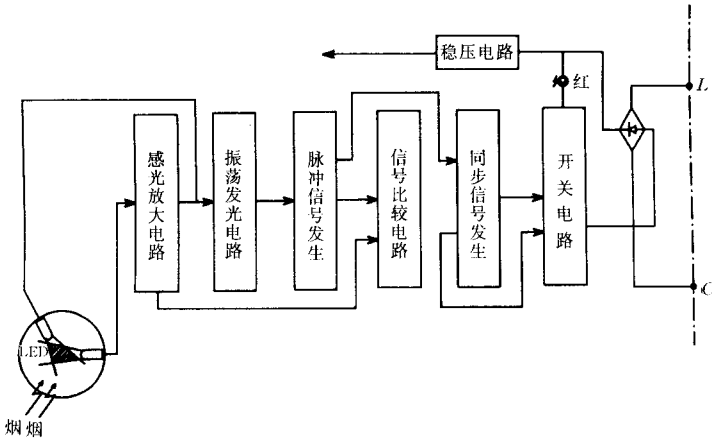 稳压电路
红
L
感光放大电路
振荡发光电路
脉冲信号发生
信号比较电路
同步信号发生
开关电路
C
LED
烟 烟